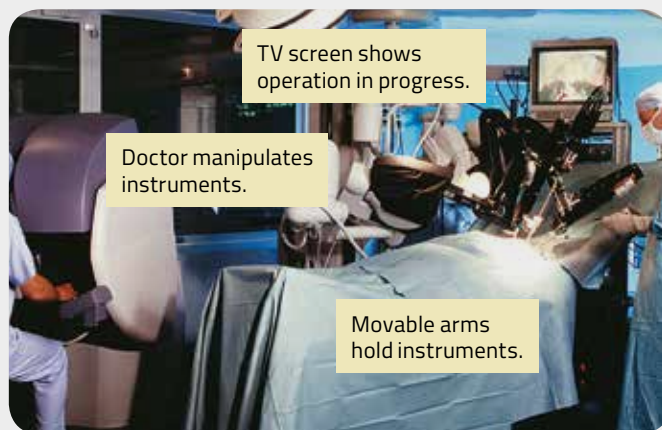 TV screen shows
operation in progress.
Doctor manipulates
instruments.
Movable arms
hold instruments.